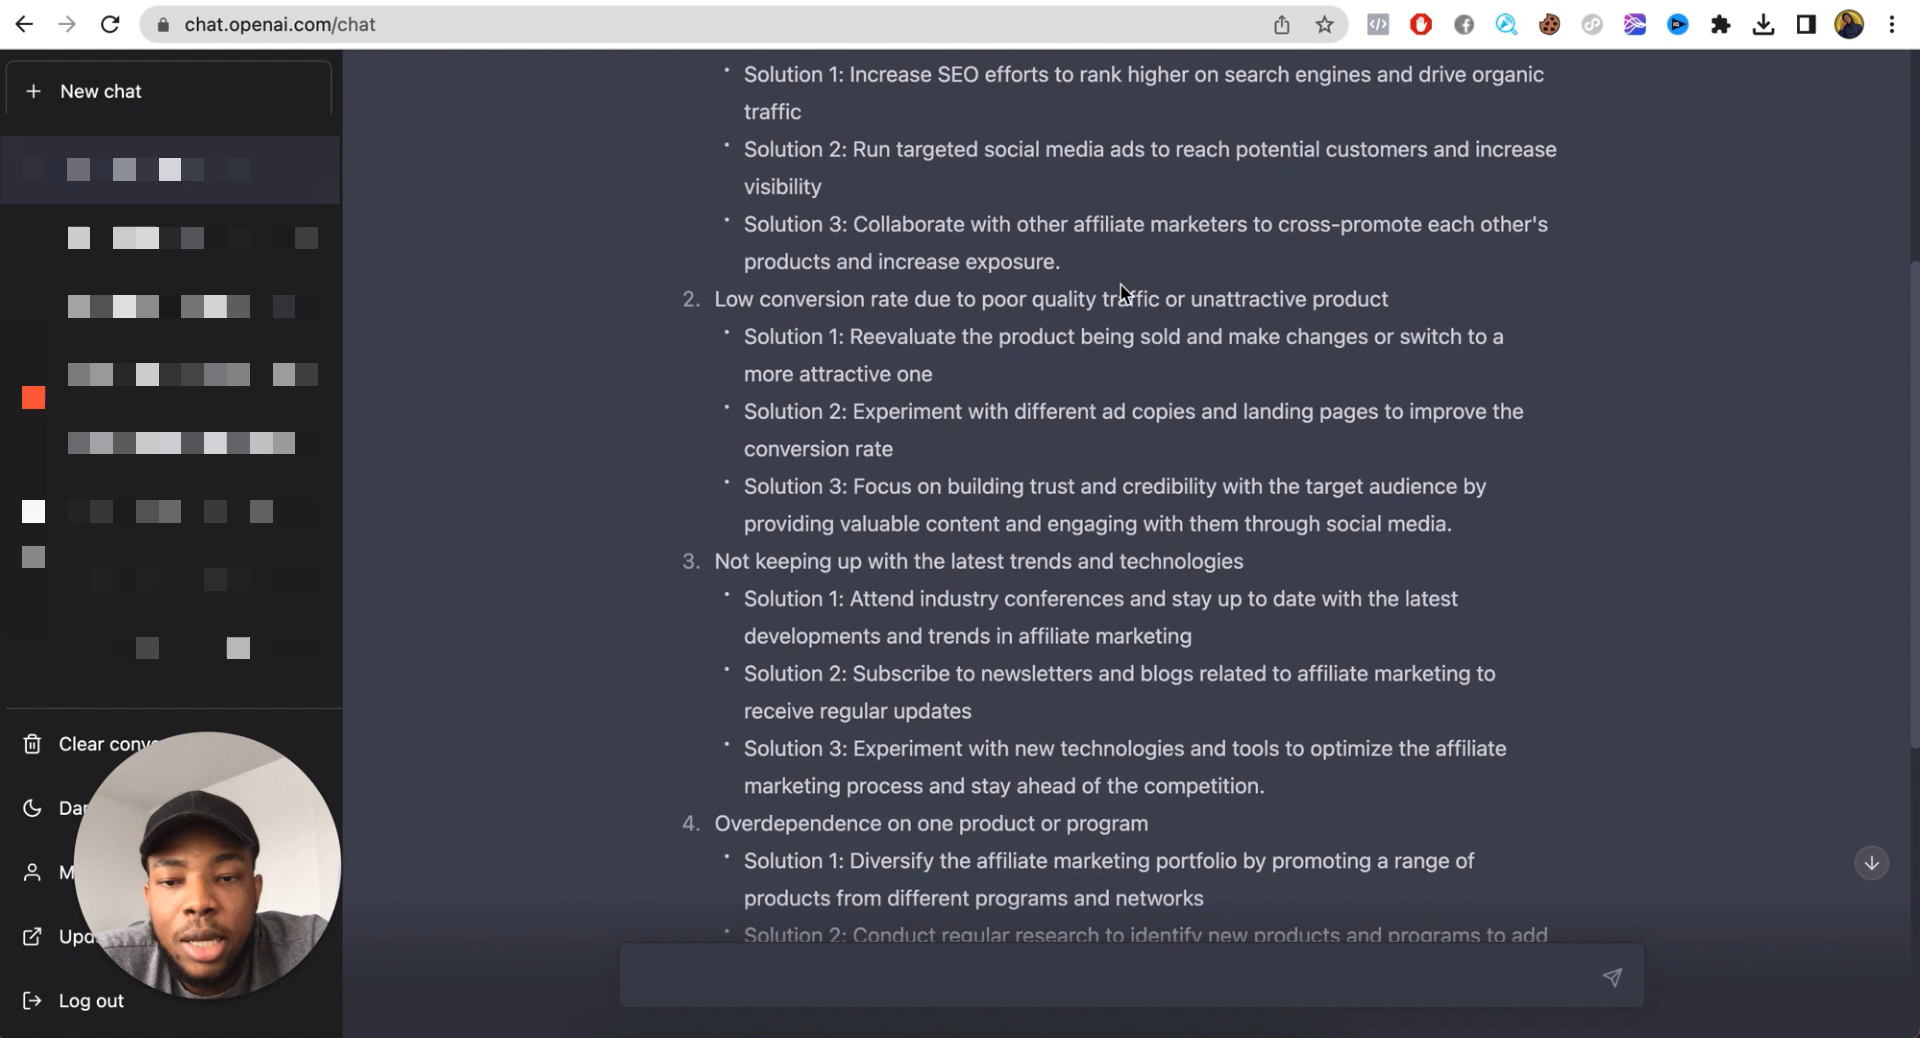 chat.openai.com/chat
New chat
Solution 1: Increase SEO efforts to rank higher on search engines and drive organic
traffic
Solution 2: Run targeted social media ads to reach potential customers and increase
visibility
Solution 3: Collaborate with other affiliate marketers to cross-promote each other's
products and increase exposure.
2. Low conversion rate due to poor quality traffic or unattractive product
Solution 1: Reevaluate the product being sold and make changes or switch to a
more attractive one
Solution 2: Experiment with different ad copies and landing pages to improve the
conversion rate
Solution 3: Focus on building trust and credibility with the target audience by
providing valuable content and engaging with them through social media.
3. Not keeping up with the latest trends and technologies
Solution 1: Attend industry conferences and stay up to date with the latest
developments and trends in affiliate marketing
Solution 2: Subscribe to newsletters and blogs related to affiliate marketing to
receive regular updates
Solution 3: Experiment with new technologies and tools to optimize the affiliate
marketing process and stay ahead of the competition.
4. Overdependence on one product or program
Solution 1: Diversify the affiliate marketing portfolio by promoting a range of
products from different programs and networks
Solution 2: Conduct regular research to identify new products and programs to add
Clear conv
Da
M
Upd
Log out